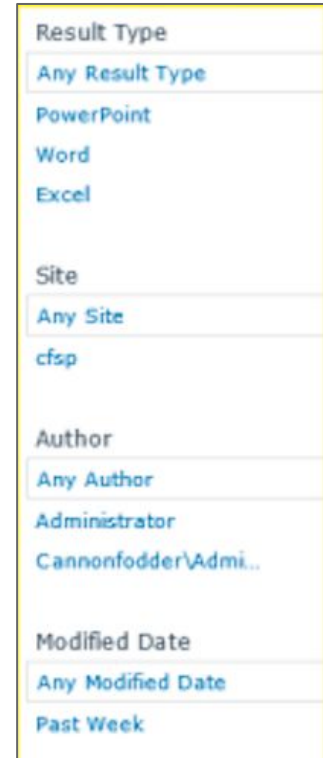 Result Type
Any Result Type
PowerPoint
Word
Excel
Site
Any Site
cfsp
Author
Any Author
Administrator
Cannonfodder\Admi...
Modified Date
Any Modified Date
Past Week